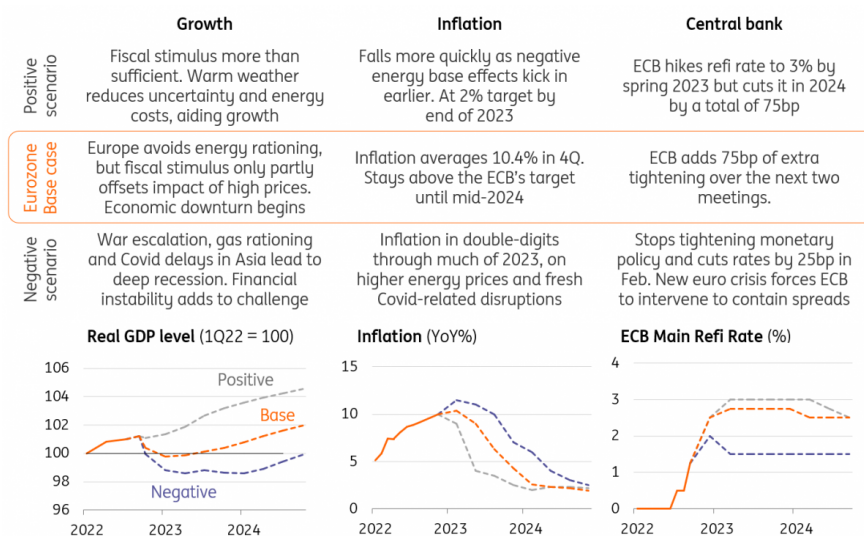 Growth
Inflation
Central bank
Positive
scenario
Fiscal stimulus more than
sufficient. Warm weather
reduces uncertainty and energy
costs, aiding growth
Falls more quickly as negative
energy base effects kick in
earlier. At 2% target by
end of 2023
ECB hikes refi rate to 3% by
spring 2023 but cuts it in 2024
by a total of 75bp
Eurozone
Base case
Europe avoids energy rationing,
but fiscal stimulus only partly
offsets impact of high prices.
Economic downturn begins
Inflation averages 10.4% in 4Q.
Stays above the ECB's target
until mid-2024
ECB adds 75bp of extra
tightening over the next two
meetings.
Negative
scenario
War escalation, gas rationing
and Covid delays in Asia lead to
deep recession. Financial
instability adds to challenge
Inflation in double-digits
through much of 2023, on
higher energy prices and fresh
Covid-related disruptions
Stops tightening monetary
policy and cuts rates by 25bp in
Feb. New euro crisis forces ECB
to intervene to contain spreads
Real GDP level (1Q22 = 100)
106
104
102
100
98
96
Positive
Base
Negative
2022
2023
2024
Inflation (YoY%)
15
10
5
0
2022
2023
2024
ECB Main Refi Rate (%)
4
3
2
1
0
2022
2023
2024